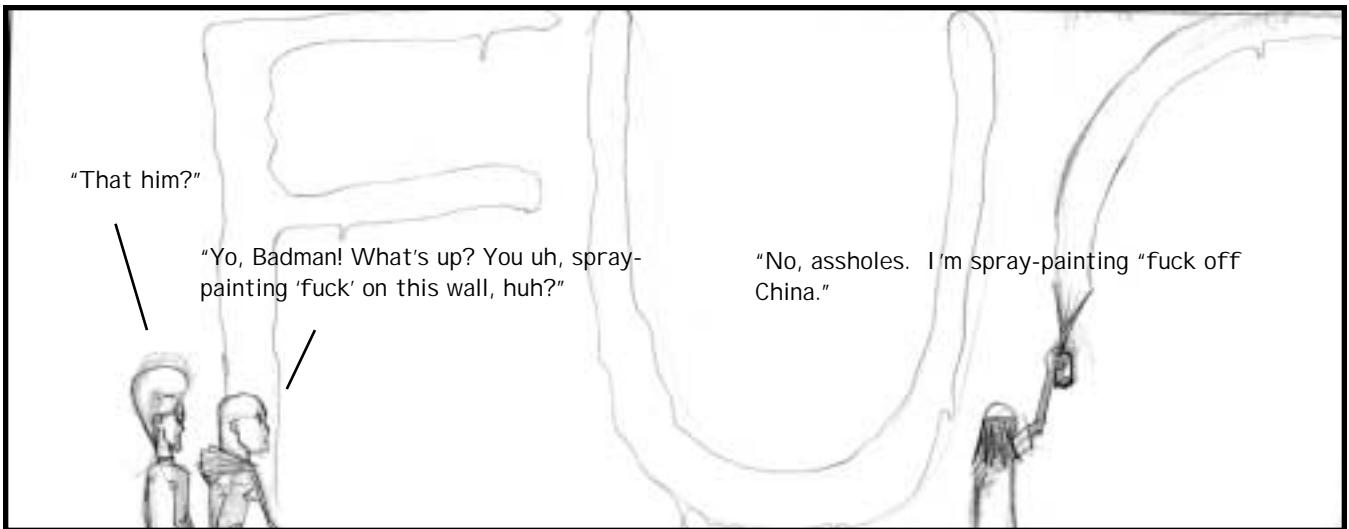 FUC
"That him?"
"Yo, Badman! What's up? You uh, spray-
painting 'fuck' on this wall, huh?"
"No, assholes.  I'm spray-painting "fuck off
China."